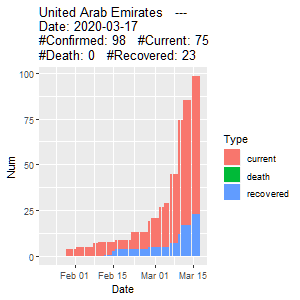 United Arab Emirates   ---
Date: 2020-03-17
#Confirmed: 98   #Current: 75
#Death: 0   #Recovered: 23
100
75
50
25
0
Num
Feb 01
Feb 15
Mar 01
Mar 15
Date
Type
current
death
recovered